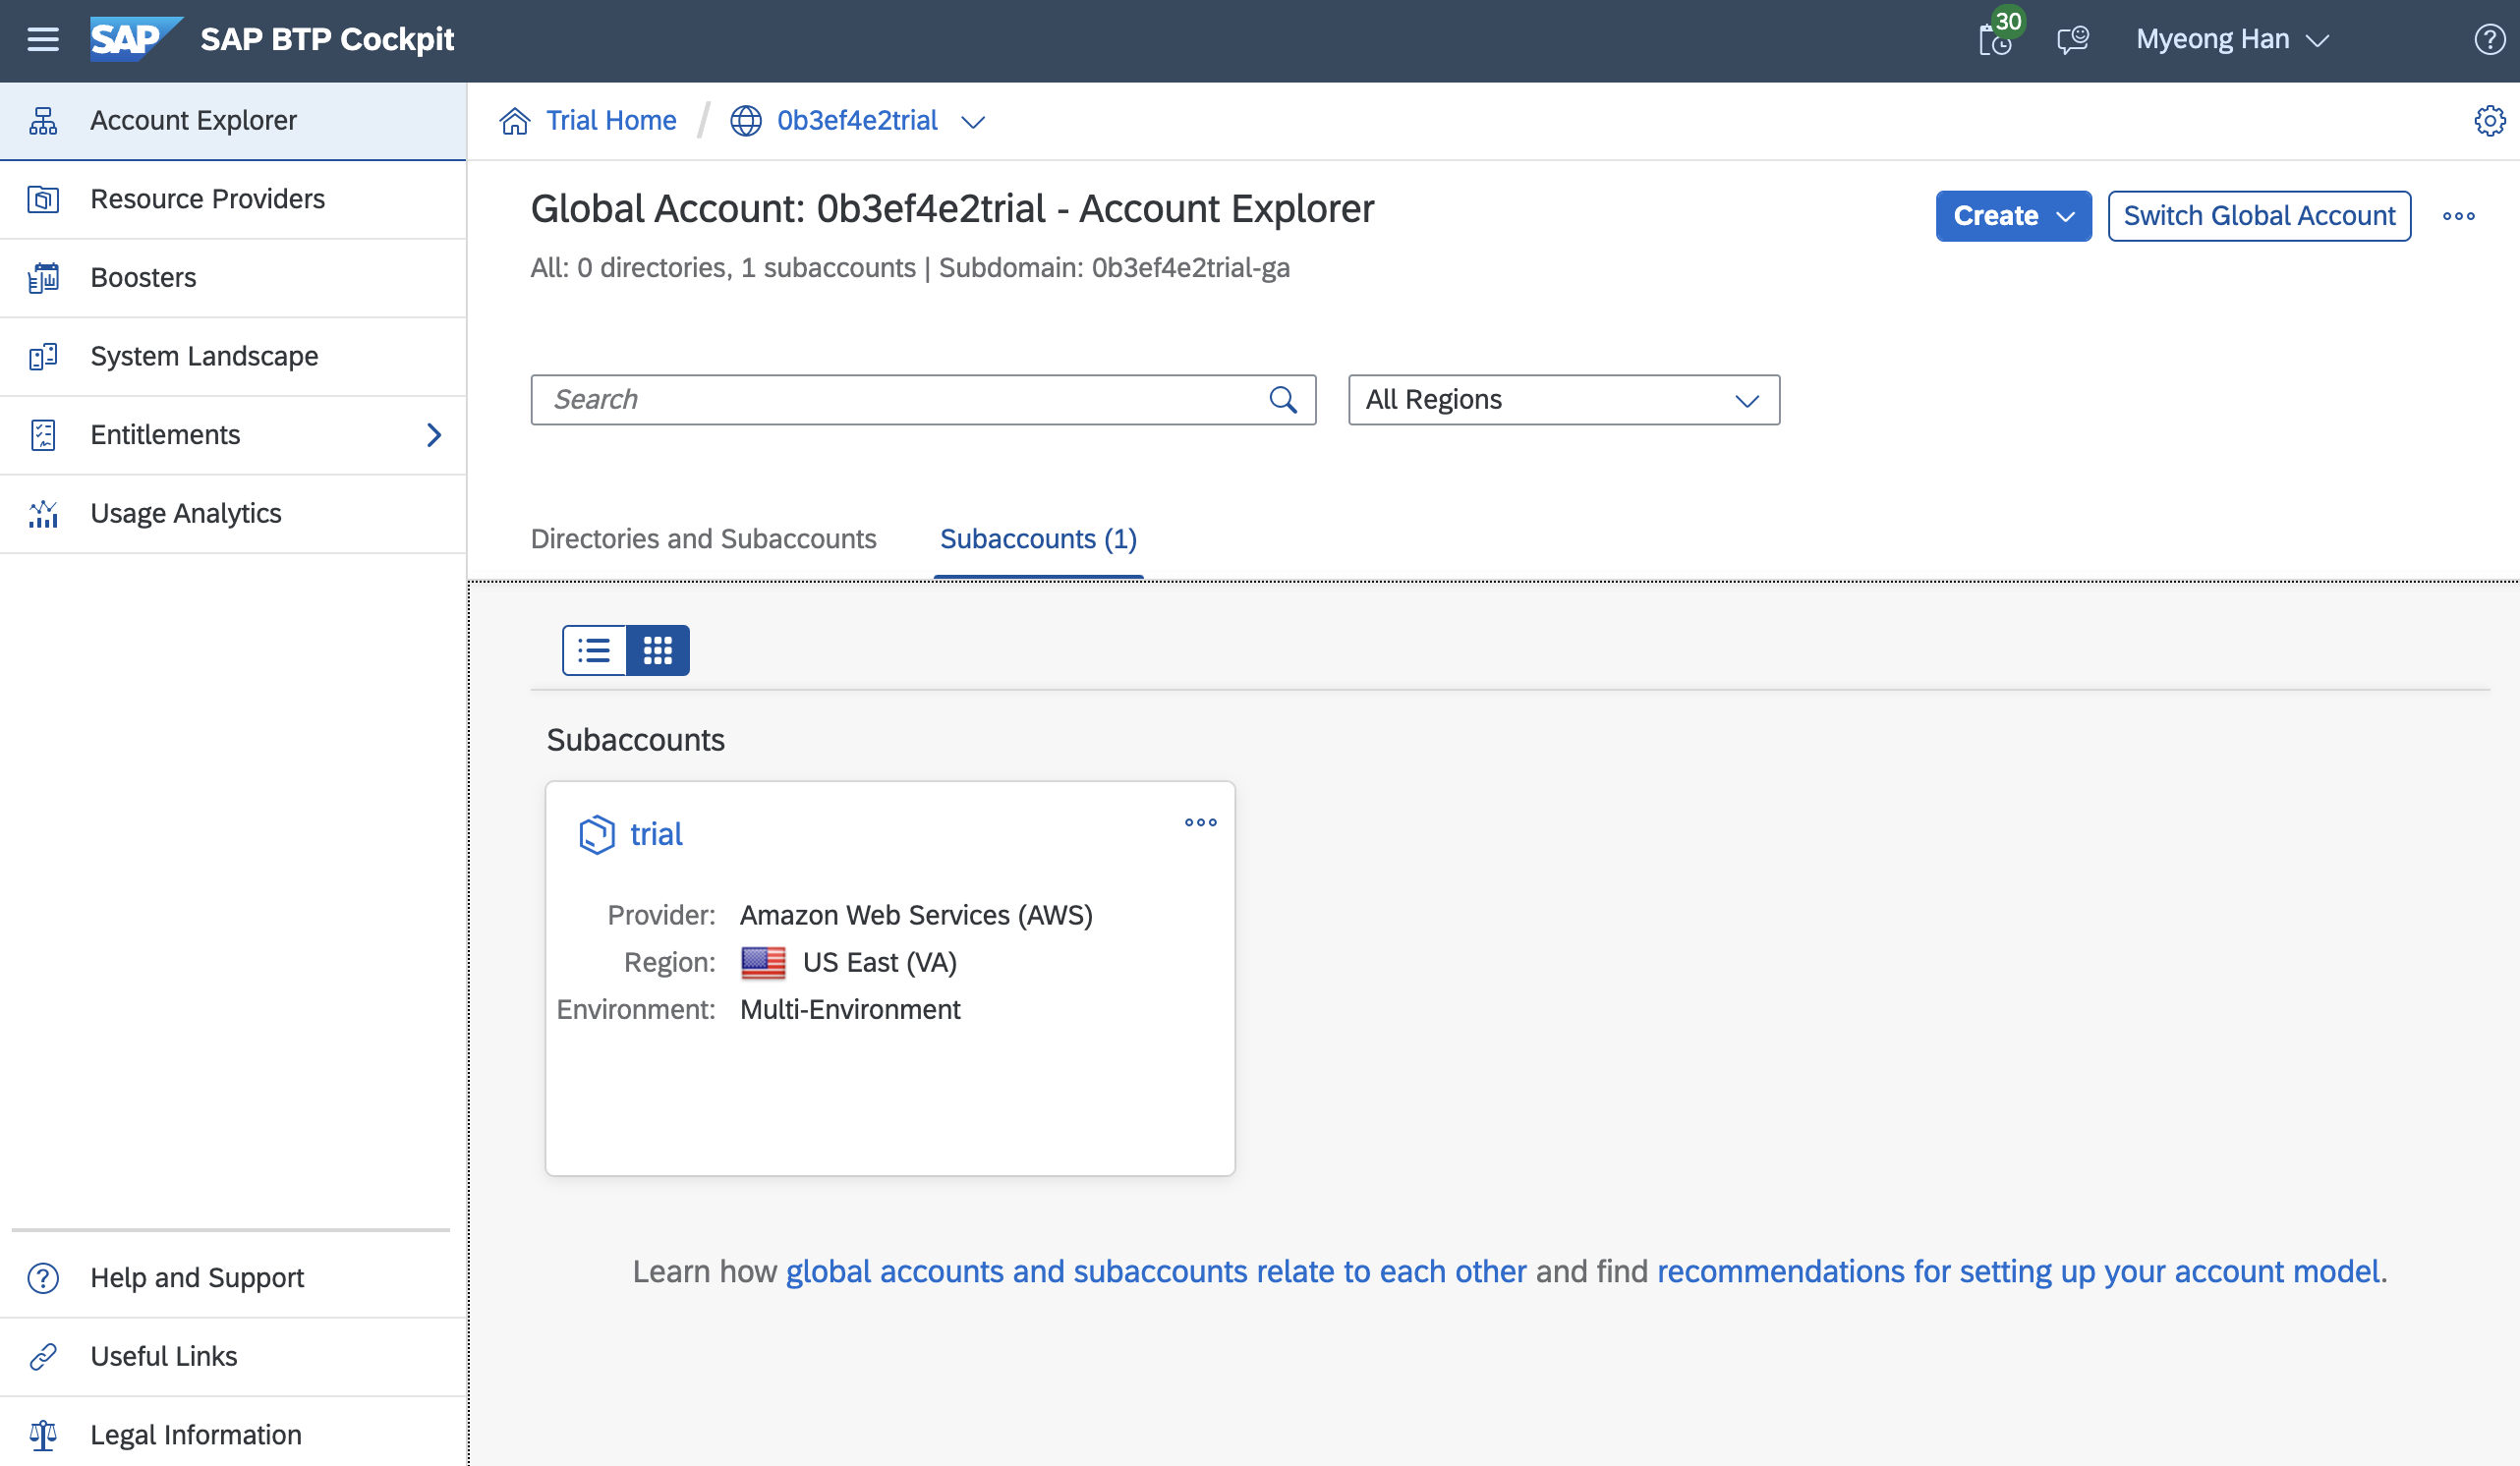 SAP SAP BTP Cockpit
30
Myeong Han
Account Explorer
Resource Providers
Boosters
System Landscape
Entitlements
Usage Analytics
Help and Support
Useful Links
Legal Information
Trial Home / 0b3ef4e2trial
Global Account: 0b3ef4e2trial - Account Explorer
Create
Switch Global Account
All: 0 directories, 1 subaccounts | Subdomain: 0b3ef4e2trial-ga
Search
All Regions
Directories and Subaccounts
Subaccounts (1)
Subaccounts
trial
Provider: Amazon Web Services (AWS)
Region: US East (VA)
Environment: Multi-Environment
Learn how global accounts and subaccounts relate to each other and find recommendations for setting up your account model.